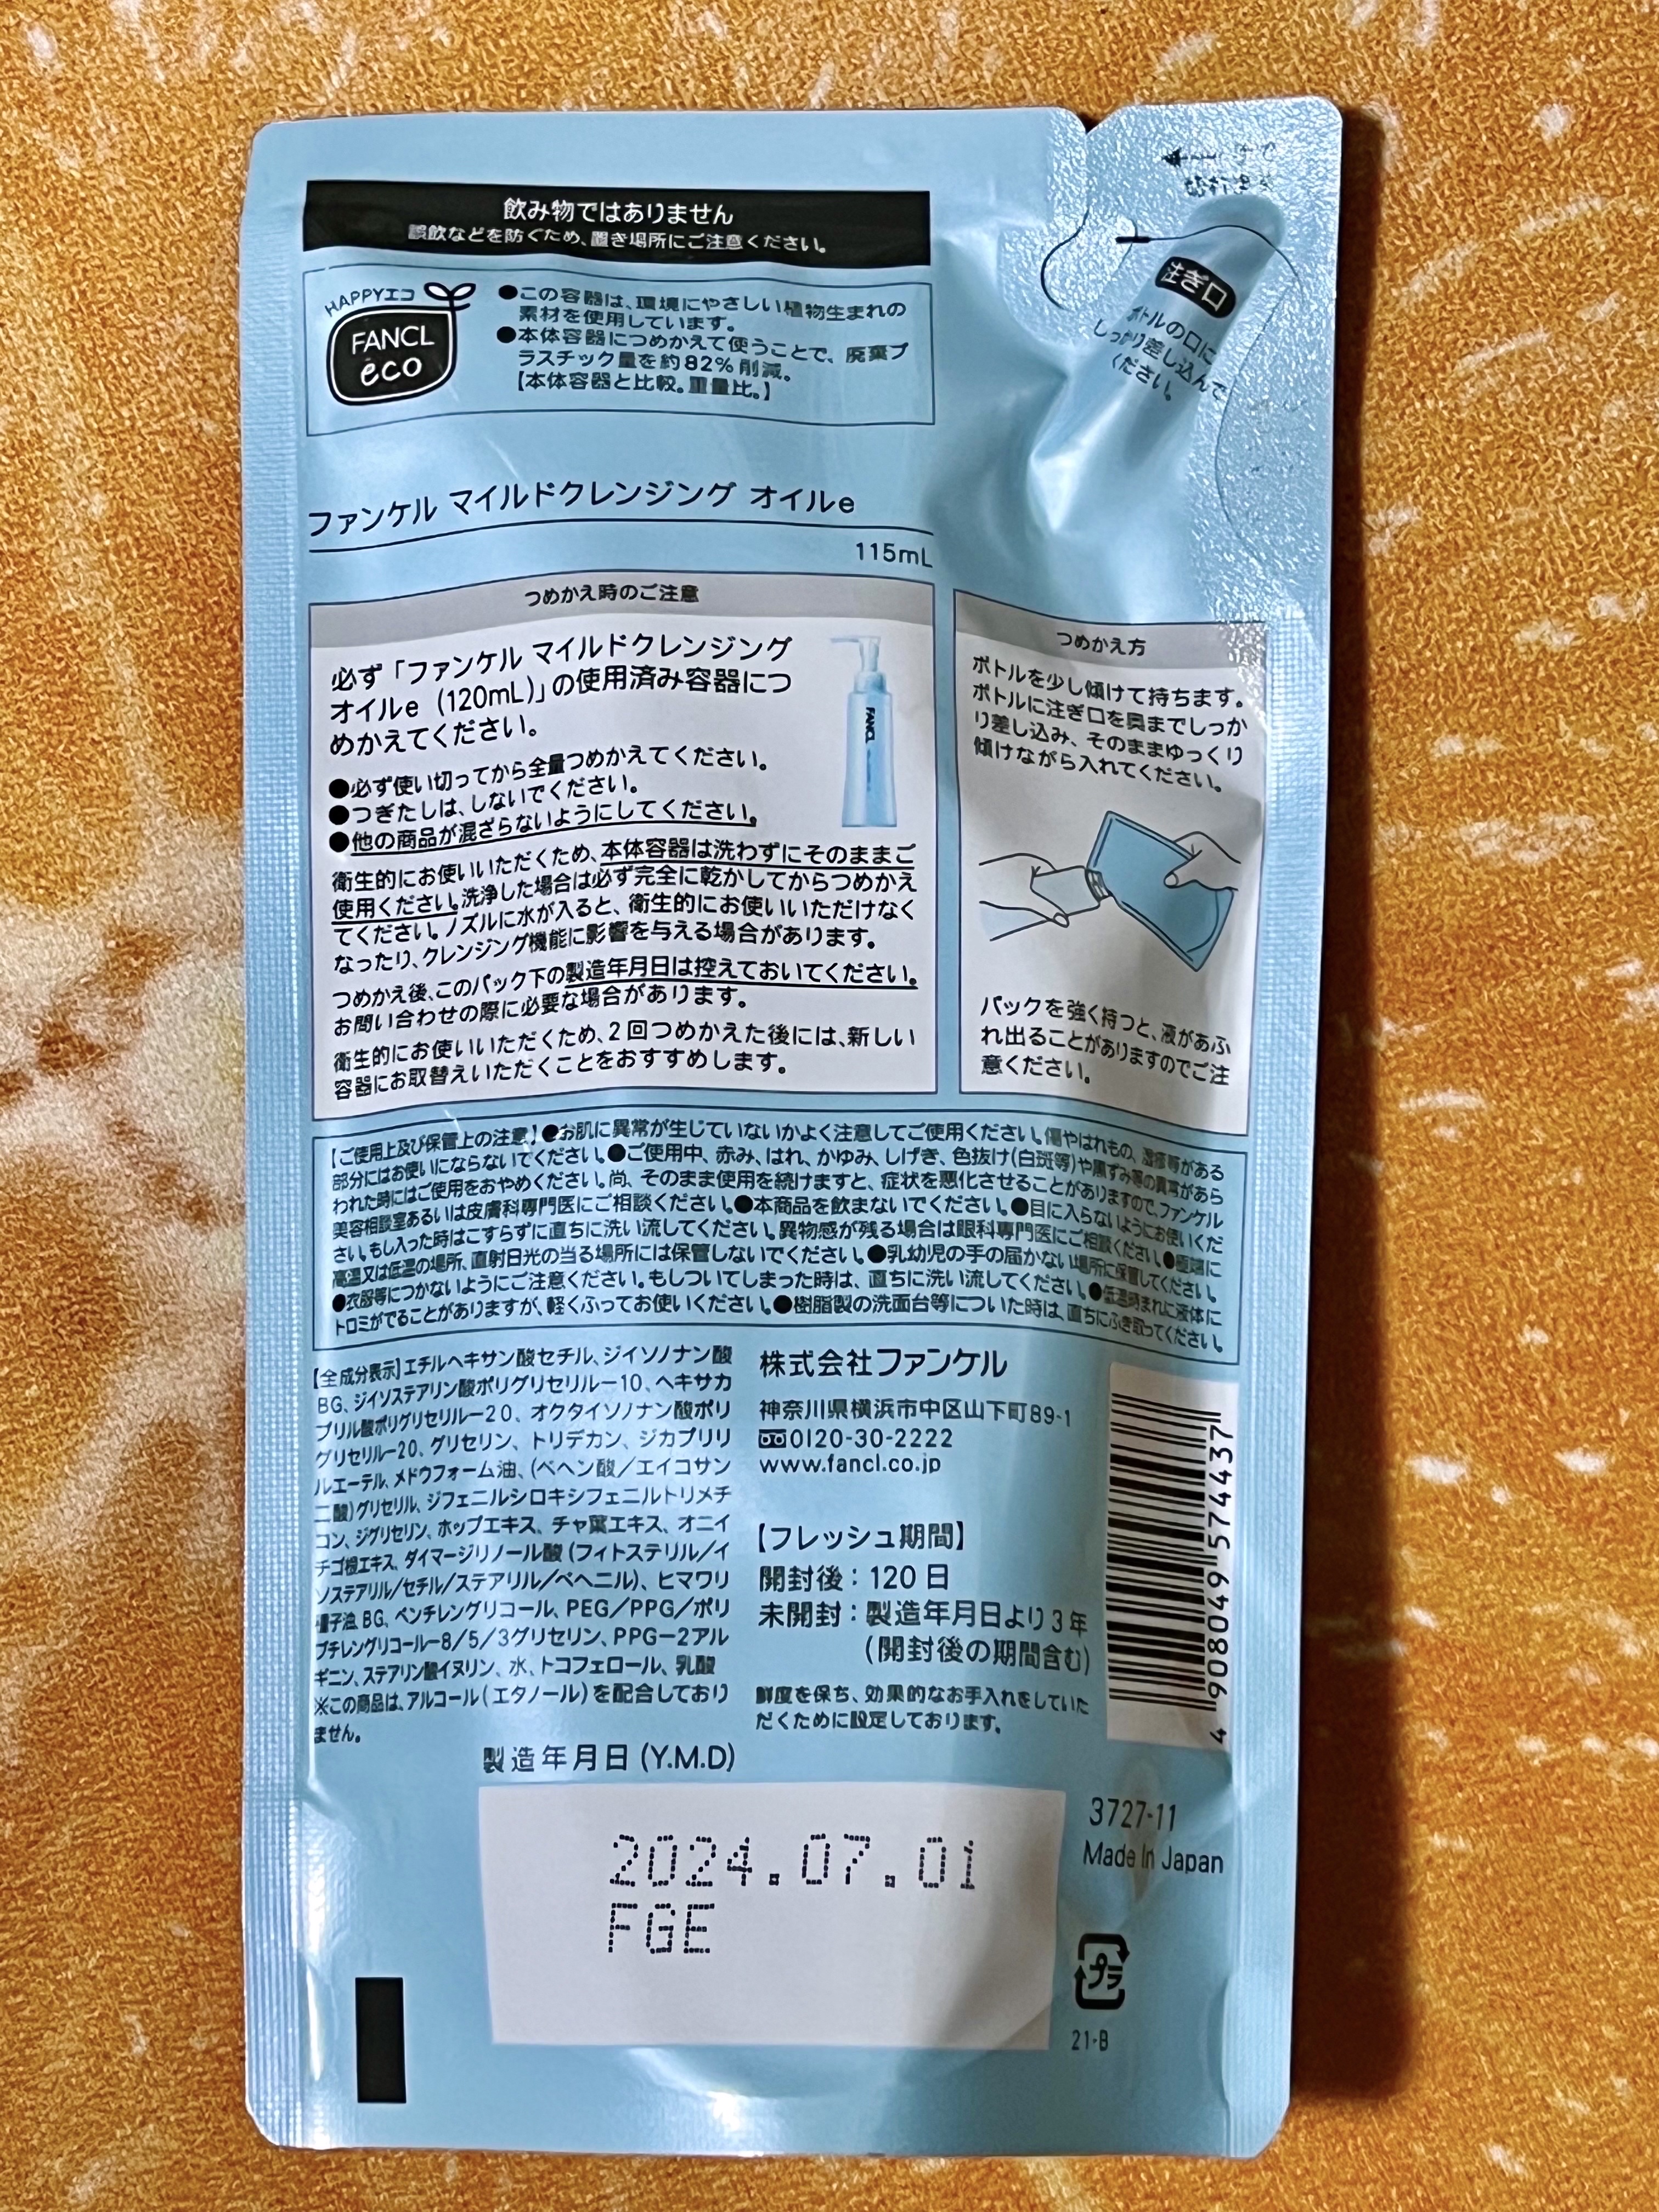 飲み物ではありません
誤飲などを防ぐため、置き場所にご注意ください。
HAPPYエコ
FANCL
eco
●この容器は、環境にやさしい植物生まれの
素材を使用しています。
●本体容器につめかえて使うことで、廃棄プ
ラスチック量を約82%削減。
【本体容器と比較。重量比。】
注ぎ口
ボトルの口に
しっかり差し込んで
ください。
ファンケル マイルドクレンジング オイルe
115mL
つめかえ時のご注意
必ず「ファンケル マイルドクレンジング
オイルe(120mL)」の使用済み容器につ
めかえてください。
●必ず使い切ってから全量つめかえてください。
●つぎたしは、しないでください。
●他の商品が混ざらないようにしてください。
衛生的にお使いいただくため、本体容器は洗わずにそのままご
使用ください。洗浄した場合は必ず完全に乾かしてからつめかえ
てください。ノズルに水が入ると、衛生的にお使いいただけなく
なったり、クレンジング機能に影響を与える場合があります。
つめかえ後、このパック下の製造年月日は控えておいてください。
お問い合わせの際に必要な場合があります。
衛生的にお使いいただくため、2回つめかえた後には、新しい
容器にお取替えいただくことをおすすめします。
FANCL
つめかえ方
ボトルを少し傾けて持ちます。
ボトルに注ぎ口を奥までしっか
り差し込み、そのままゆっくり
傾けながら入れてください。
パックを強く持つと、液があふ
れ出ることがありますのでご注
意ください。
【ご使用上及び保管上の注意】●お肌に異常が生じていないかよく注意してご使用ください。傷やはれもの、湿疹等がある
部分にはお使いにならないでください。●ご使用中、赤み、はれ、かゆみ、しげき、色抜け(白斑等)や黒ずみ等の異常があら
われた時にはご使用をおやめください。尚、そのまま使用を続けますと、症状を悪化させることがありますので、ファンケル
美容相談室あるいは皮膚科専門医にご相談ください。●本商品を飲まないでください。●目に入らないようにお使いくだ
さい。もし入った時はこすらずに直ちに洗い流してください。異物感が残る場合は眼科専門医にご相談ください。●極端に
高温又は低温の場所、直射日光の当る場所には保管しないでください。●乳幼児の手の届かない場所に保管してください。
●衣服等につかないようにご注意ください。もしついてしまった時は、直ちに洗い流してください。●低温時まれに液体に
トロミがでることがありますが、軽くふってお使いください。●樹脂製の洗面台等についた時は、直ちにふき取ってください。
【全成分表示】エチルヘキサン酸セチル、ジイソノナン酸
BG、ジイソステアリン酸ポリグリセリルー10、ヘキサカ
プリル酸ポリグリセリルー20、オクタイソノナン酸ポリ
グリセリルー20、グリセリン、トリデカン、ジカプリリ
ルエーテル、メドウフォーム油、(ベヘン酸/エイコサン
二酸)グリセリル、ジフェニルシロキシフェニルトリメチ
コン、ジグリセリン、ホップエキス、チャ葉エキス、オニイ
チゴ根エキス、ダイマージリノール酸(フィトステリル/イ
ソステアリル/セチル/ステアリル/ベヘニル)、ヒマワリ
種子油、BG、ペンチレングリコール、PEG/PPG/ポリ
ブチレングリコールー8/5/3グリセリン、PPGー2アル
ギニン、ステアリン酸イヌリン、水、トコフェロール、乳酸
※この商品は、アルコール(エタノール)を配合しており
ません。
株式会社ファンケル
神奈川県横浜市中区山下町89-1
0120-30-2222
www.fancl.co.jp
【フレッシュ期間】
開封後：120日
未開封：製造年月日より3年
(開封後の期間含む)
鮮度を保ち、効果的なお手入れをしていた
だくために設定しております。
4 908049 574437
製造年月日(Y.M.D)
2024.07.01
FGE
3727-11
Made In Japan
プラ
21-B